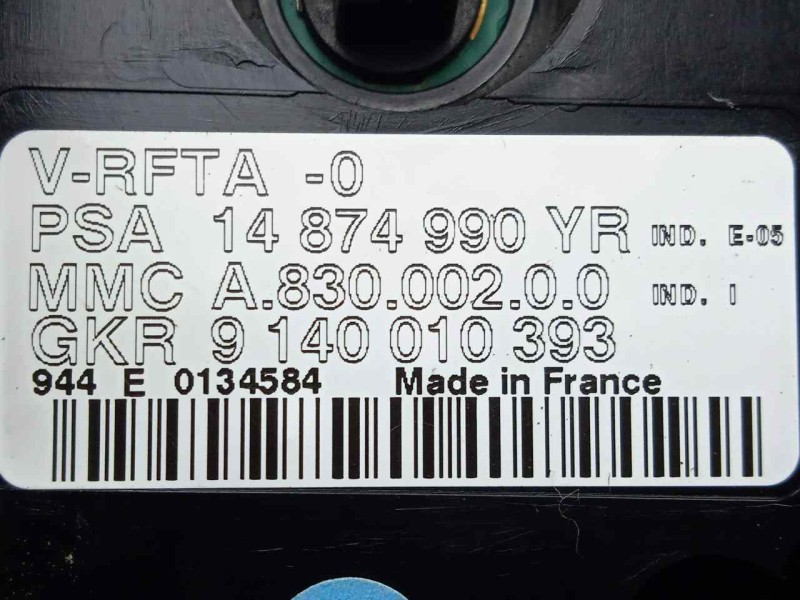 V-RFTA -0
PSA 14 874 990 YR IND. E-05
MMC A.830.002.0.0 IND. I
GKR 9 140 010 393
944 E 0134584 Made in France